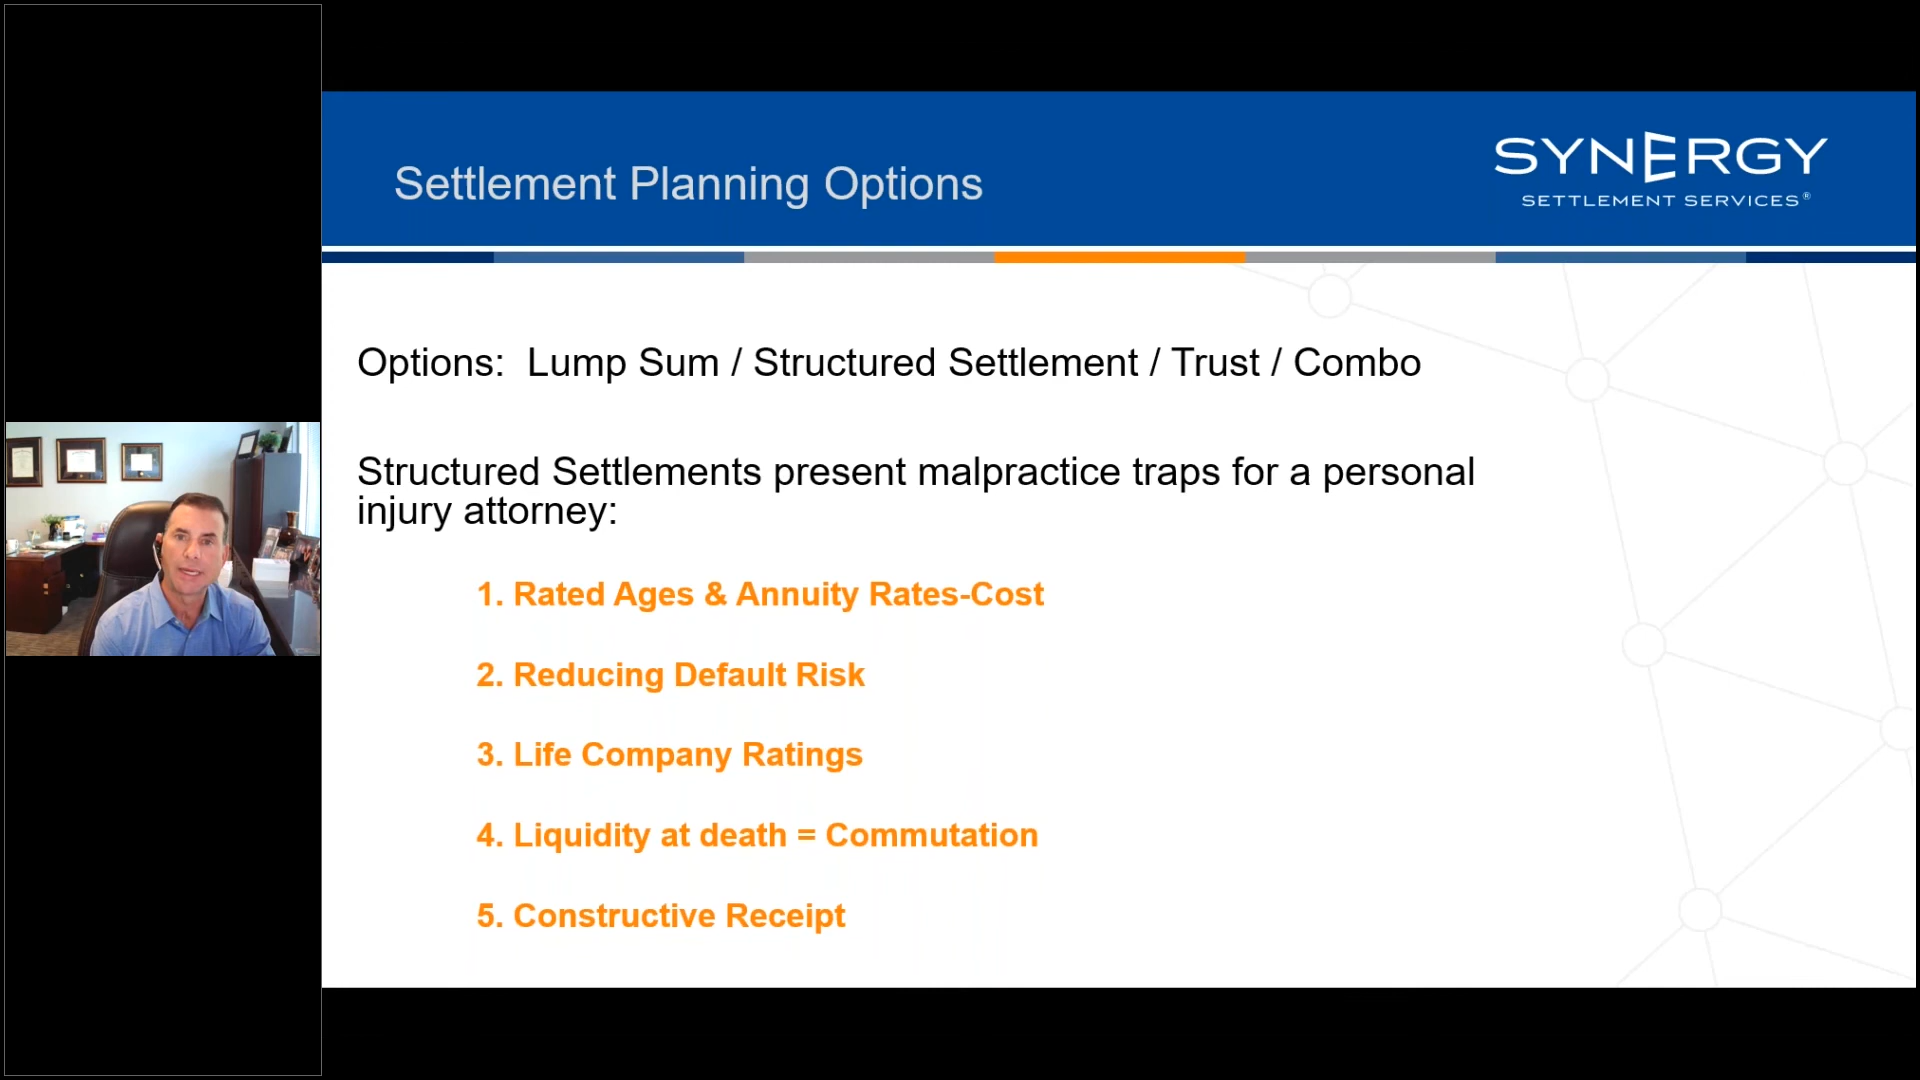 Settlement Planning Options
SYNERGY
SETTLEMENT SERVICES®
Options: Lump Sum / Structured Settlement / Trust / Combo
Structured Settlements present malpractice traps for a personal
injury attorney:
1. Rated Ages & Annuity Rates-Cost
2. Reducing Default Risk
3. Life Company Ratings
4. Liquidity at death = Commutation
5. Constructive Receipt